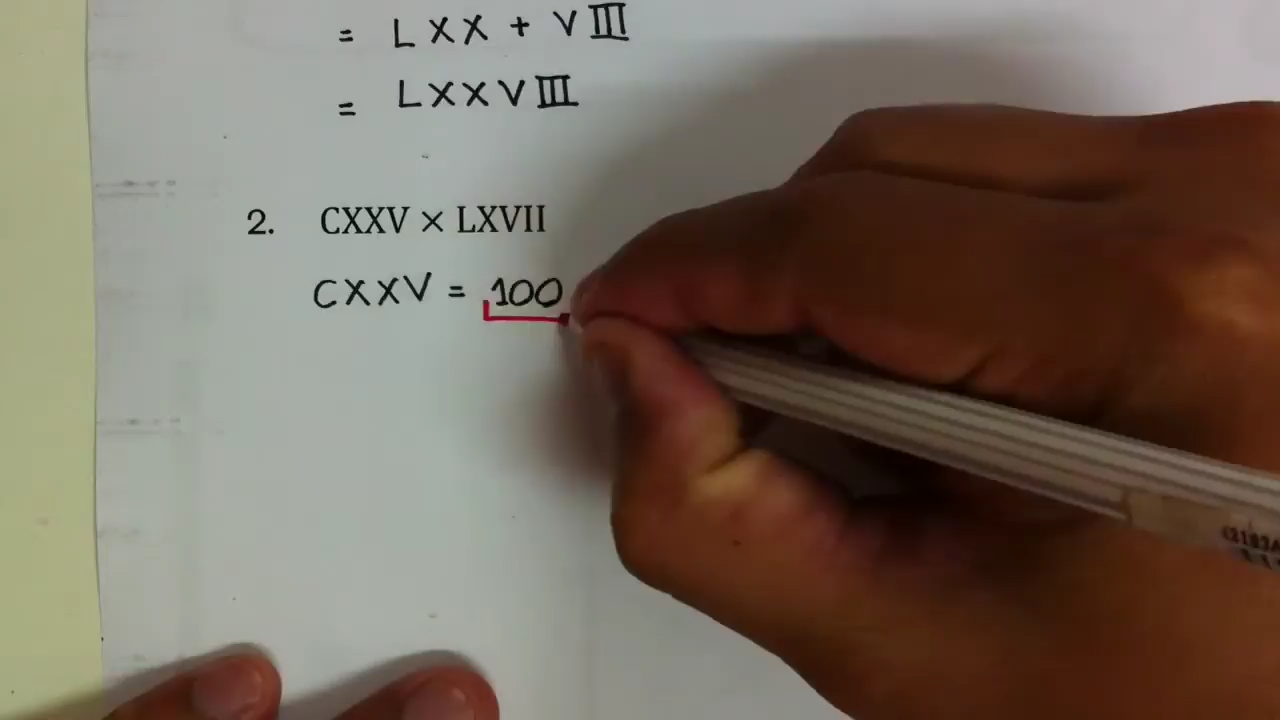 = LXX + VIII
= LXXVIII
2. CXXV × LXVII
CXXV = 100